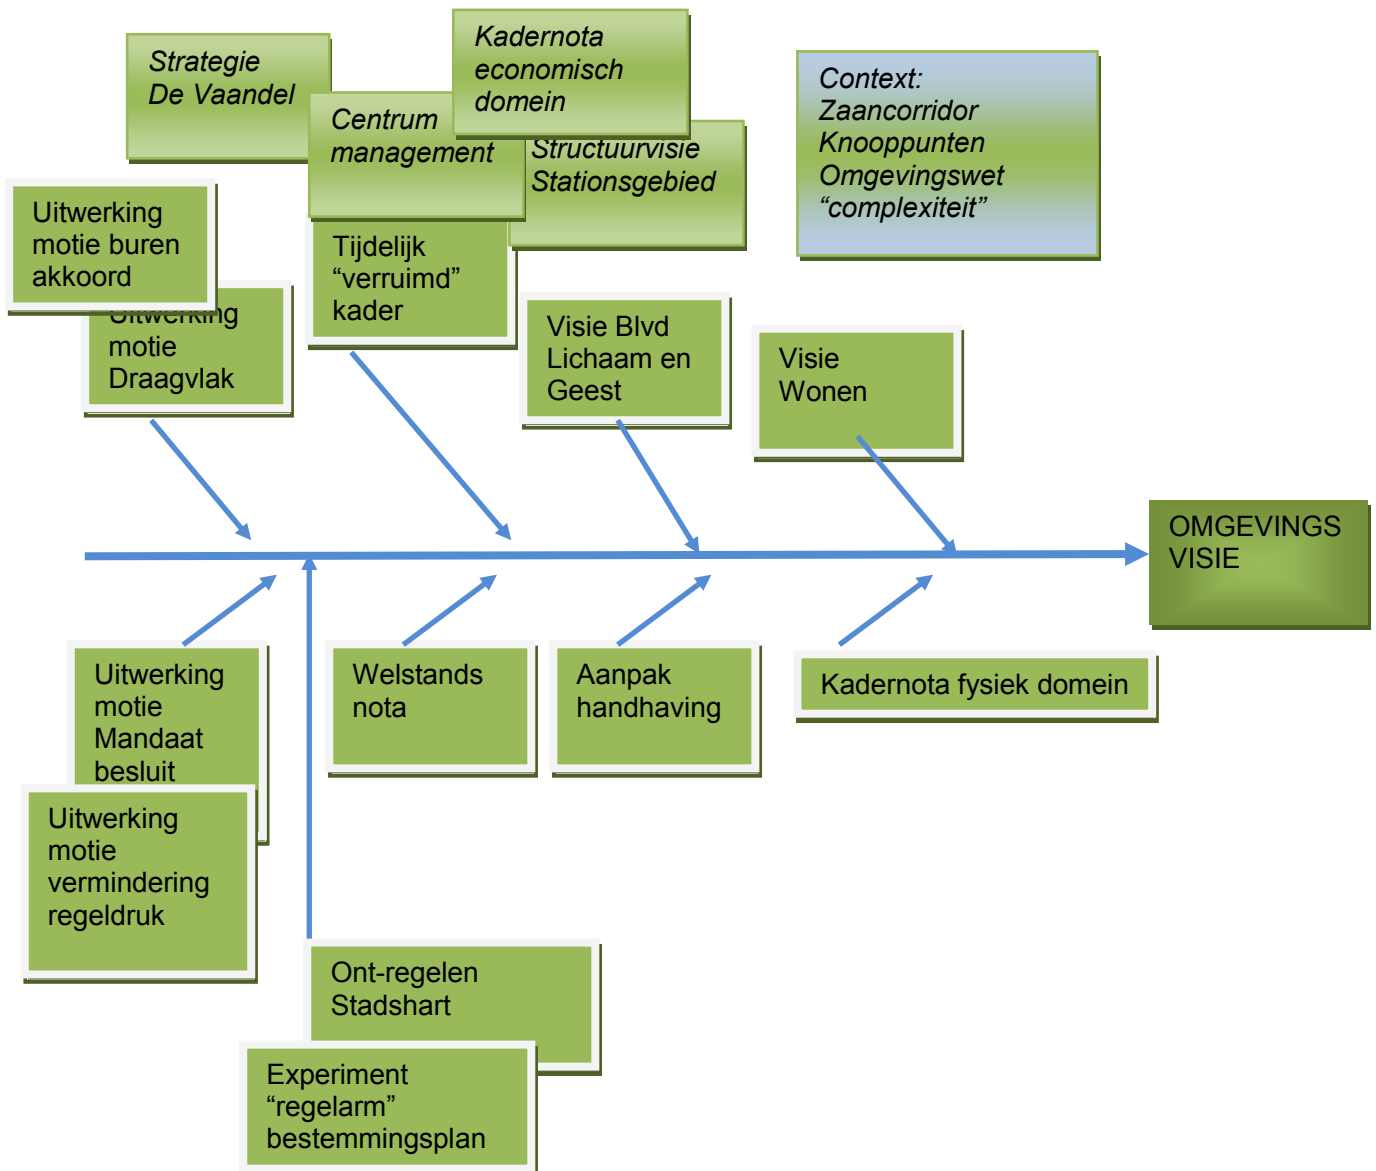 Strategie
De Vaandel
Centrum
management
Kadernota
economisch
domein
Structuurvisie
Stationsgebied
Context:
Zaancorridor
Knooppunten
Omgevingswet
“complexiteit”
Uitwerking
motie buren
akkoord
Uitwerking
motie
Draagvlak
Tijdelijk
“verruimd”
kader
Visie Blvd
Lichaam en
Geest
Visie
Wonen
OMGEVINGS
VISIE
Uitwerking
motie
Mandaat
besluit
Uitwerking
motie
vermindering
regeldruk
Welstands
nota
Aanpak
handhaving
Kadernota fysiek domein
Ont-regelen
Stadshart
Experiment
“regelarm”
bestemmingsplan